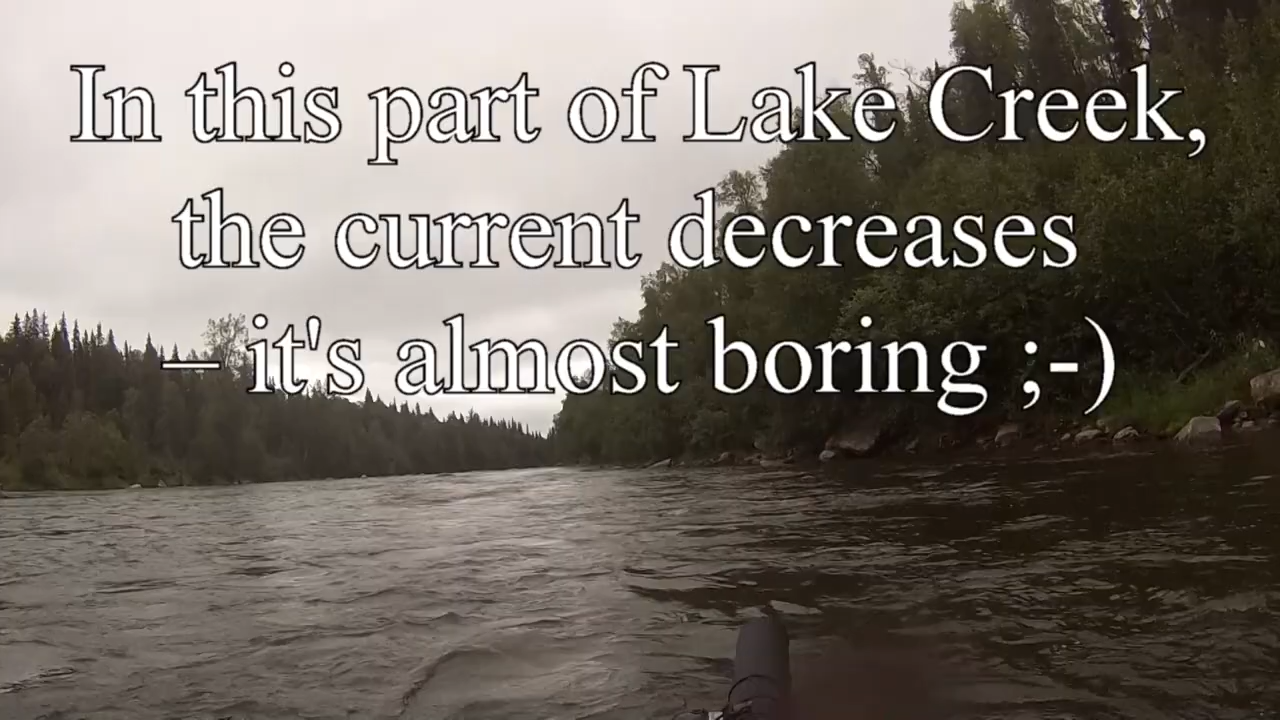 In this part of Lake Creek,
the current decreases
– it's almost boring ;-)